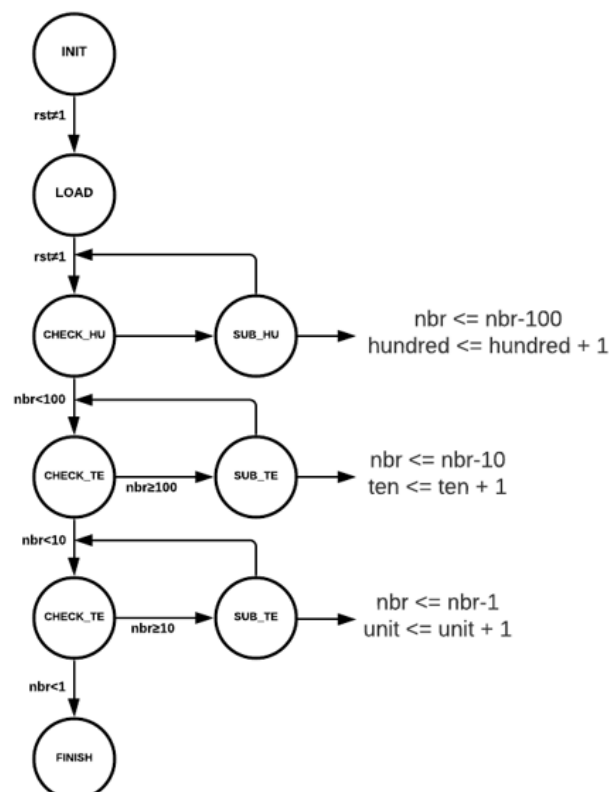 INIT
rst≠1
LOAD
rst≠1
CHECK_HU
SUB_HU
nbr <= nbr-100
hundred <= hundred + 1
nbr<100
CHECK_TE
nbr≥100
SUB_TE
nbr <= nbr-10
ten <= ten + 1
nbr<10
CHECK_TE
nbr≥10
SUB_TE
nbr <= nbr-1
unit <= unit + 1
nbr<1
FINISH